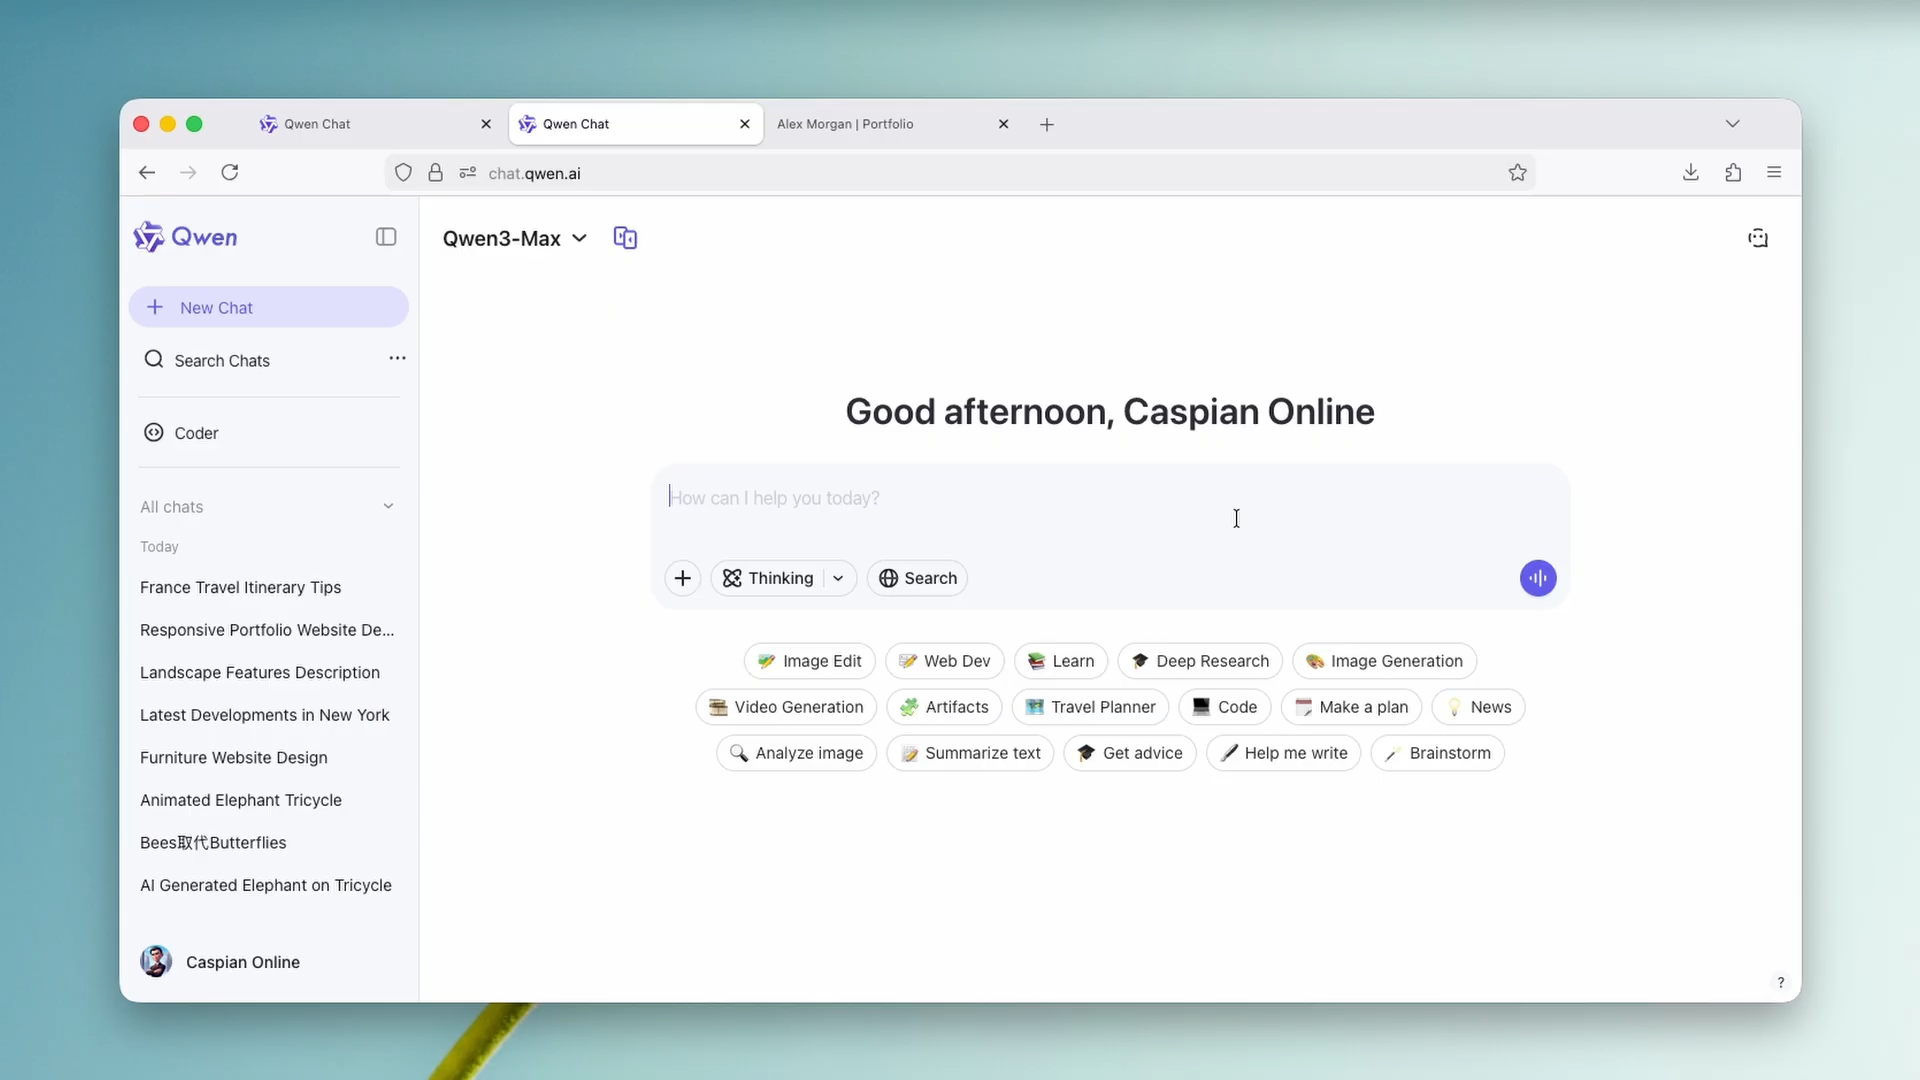 Qwen Chat
Qwen Chat
Alex Morgan | Portfolio
chat.qwen.ai
Qwen
Qwen3-Max
New Chat
Search Chats
Coder
All chats
Today
France Travel Itinerary Tips
Responsive Portfolio Website De...
Landscape Features Description
Latest Developments in New York
Furniture Website Design
Animated Elephant Tricycle
Bees取代Butterflies
AI Generated Elephant on Tricycle
Caspian Online
Good afternoon, Caspian Online
How can I help you today?
Thinking
Search
Image Edit
Web Dev
Learn
Deep Research
Image Generation
Video Generation
Artifacts
Travel Planner
Code
Make a plan
News
Analyze image
Summarize text
Get advice
Help me write
Brainstorm
?